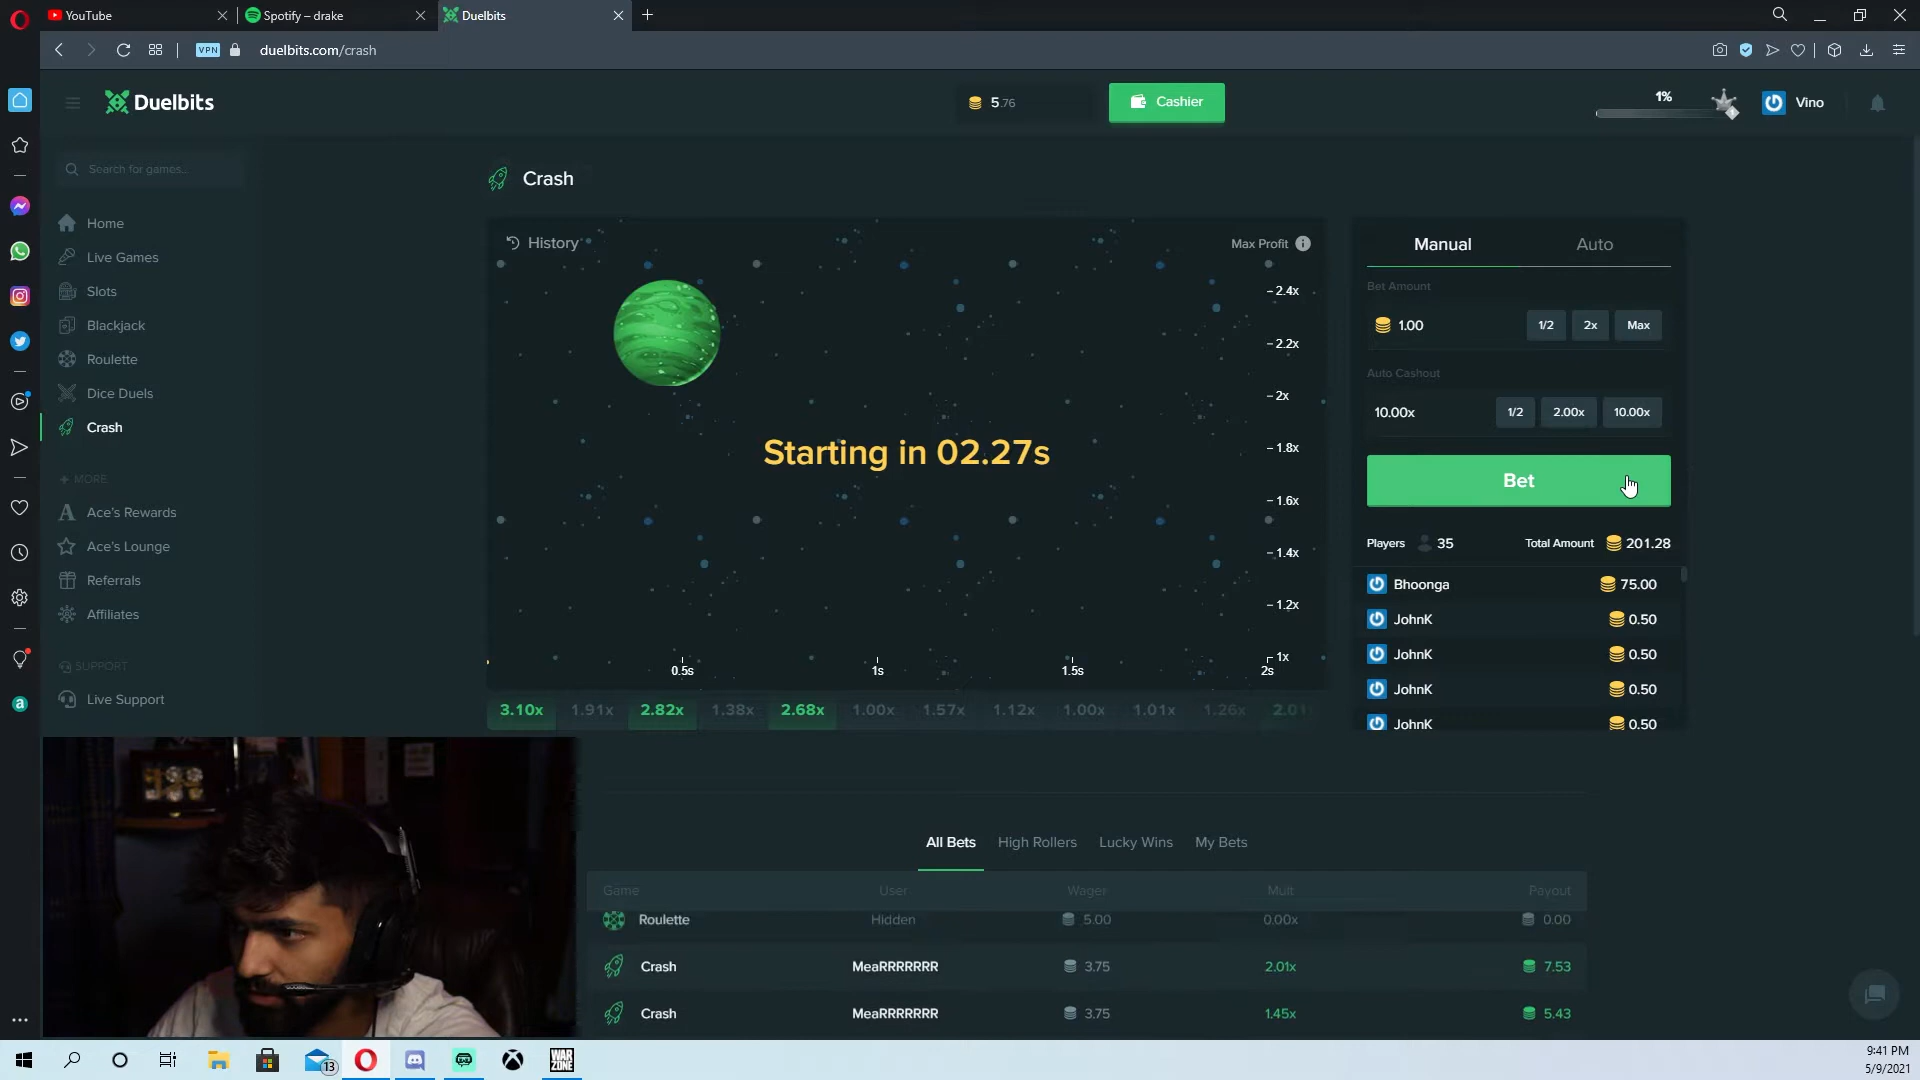 YouTube
Spotify – drake
Duelbits
VPN
duelbits.com/crash
Duelbits
5.76
Cashier
1%
1
Vino
Search for games...
Home
Live Games
Slots
Blackjack
Roulette
Dice Duels
Crash
MORE
Ace's Rewards
Ace's Lounge
Referrals
Affiliates
SUPPORT
Live Support
Crash
History
Max Profit
2.4x
2.2x
2x
1.8x
1.6x
1.4x
1.2x
1x
Starting in 02.27s
0.5s
1s
1.5s
2s
3.10x 1.91x 2.82x 1.38x 2.68x 1.00x 1.57x 1.12x 1.00x 1.01x 1.26x 2.01
Manual Auto
Bet Amount
1.00 1/2 2x Max
Auto Cashout
10.00x 1/2 2.00x 10.00x
Bet
Players 35 Total Amount 201.28
Bhoonga 75.00
JohnK 0.50
JohnK 0.50
JohnK 0.50
JohnK 0.50
All Bets High Rollers Lucky Wins My Bets
Game User Wager Mult Payout
Roulette Hidden 5.00 0.00x 0.00
Crash MeaRRRRRRR 3.75 2.01x 7.53
Crash MeaRRRRRRR 3.75 1.45x 5.43
13
WAR
ZONE
9:41 PM
5/9/2021